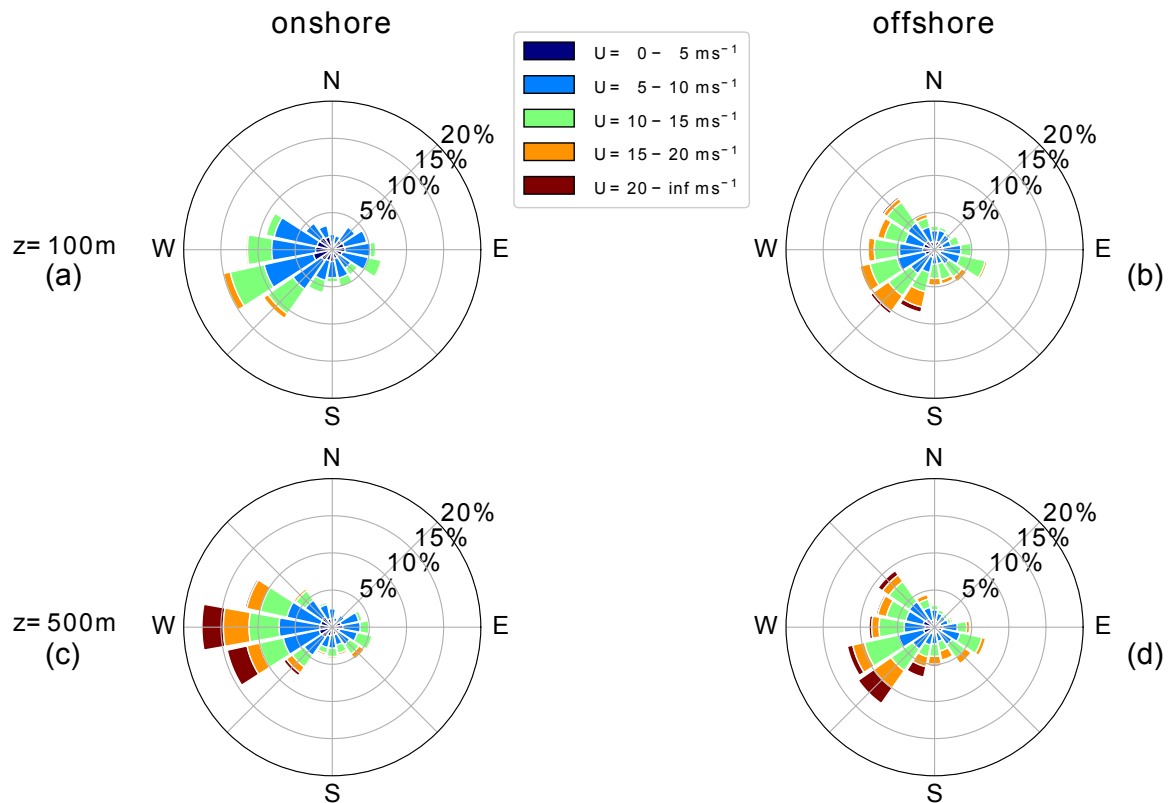 onshore
offshore
U = 0 − 5 ms⁻¹
U = 5 − 10 ms⁻¹
U = 10 − 15 ms⁻¹
U = 15 − 20 ms⁻¹
U = 20 − inf ms⁻¹
z= 100m
(a)
N
W
E
S
5%
10%
15%
20%
N
E
S
5%
10%
15%
20%
W
(b)
z= 500m
(c)
N
W
E
S
5%
10%
15%
20%
N
W
E
S
5%
10%
15%
20%
(d)